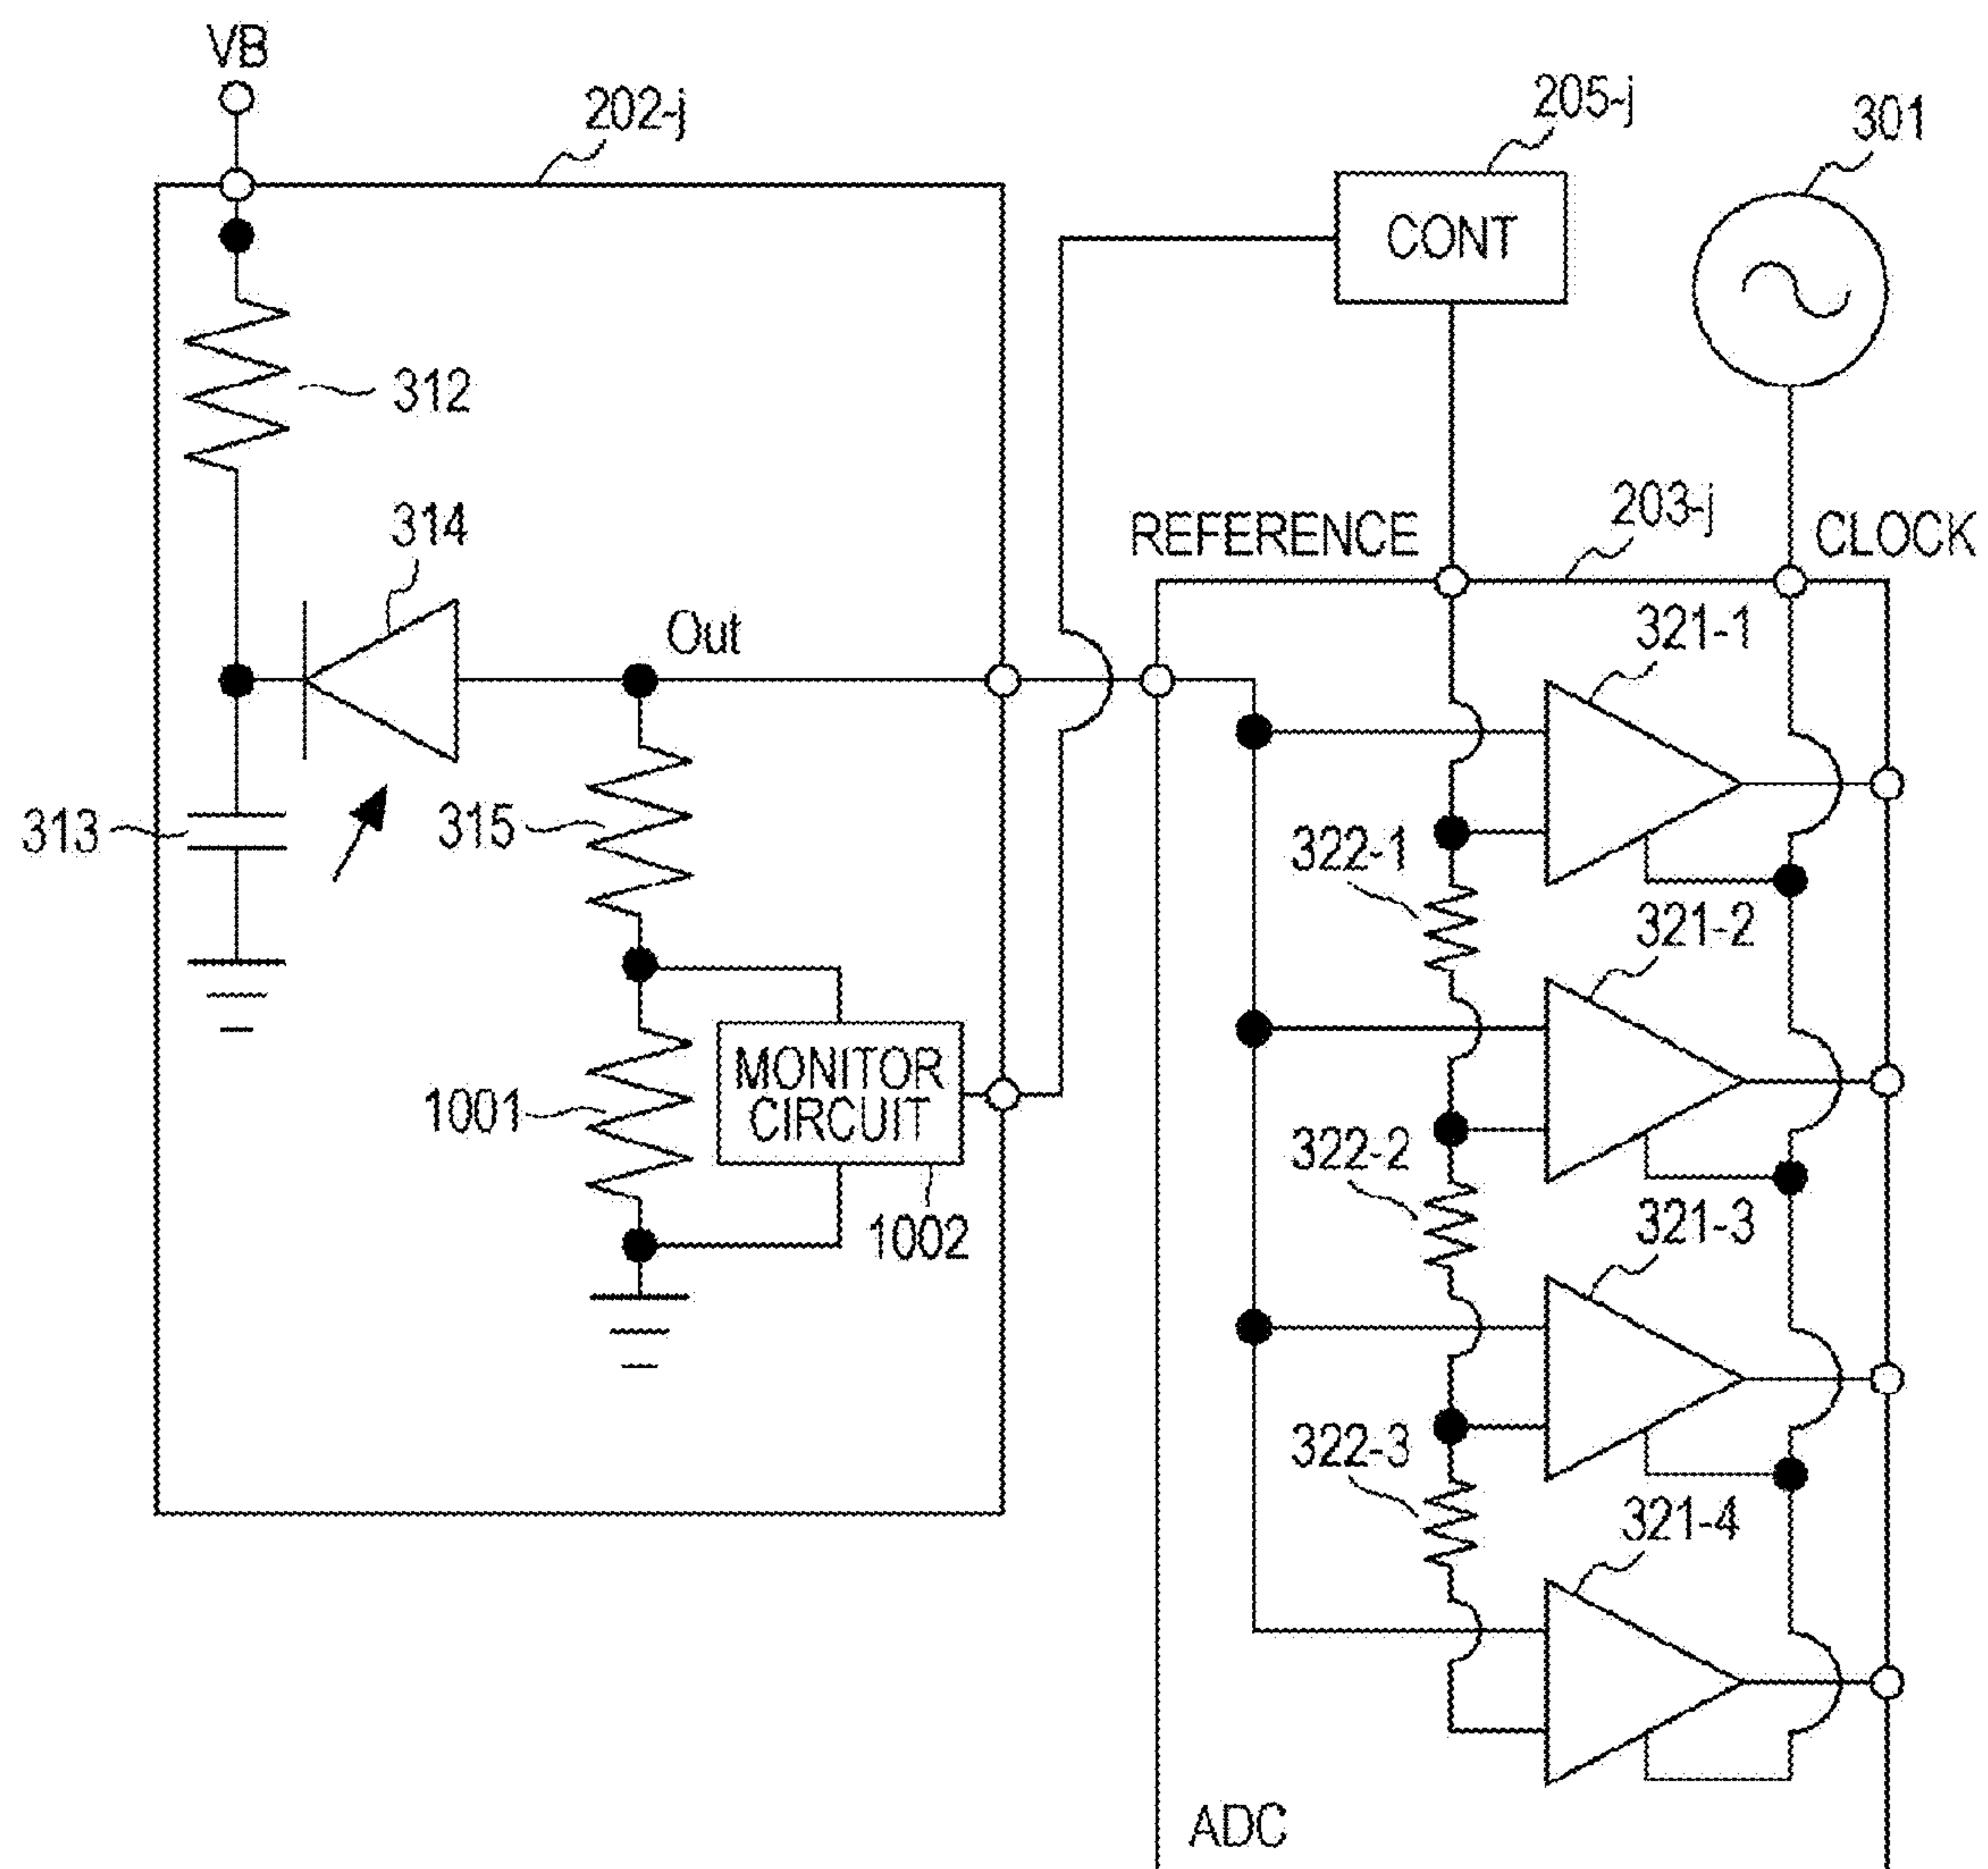 VB
202-j
205-j
301
CONT
312
314
REFERENCE
203-j
CLOCK
Out
321-1
313
315
322-1
321-2
MONITOR
CIRCUIT
1001
322-2
1002
321-3
322-3
321-4
ADC